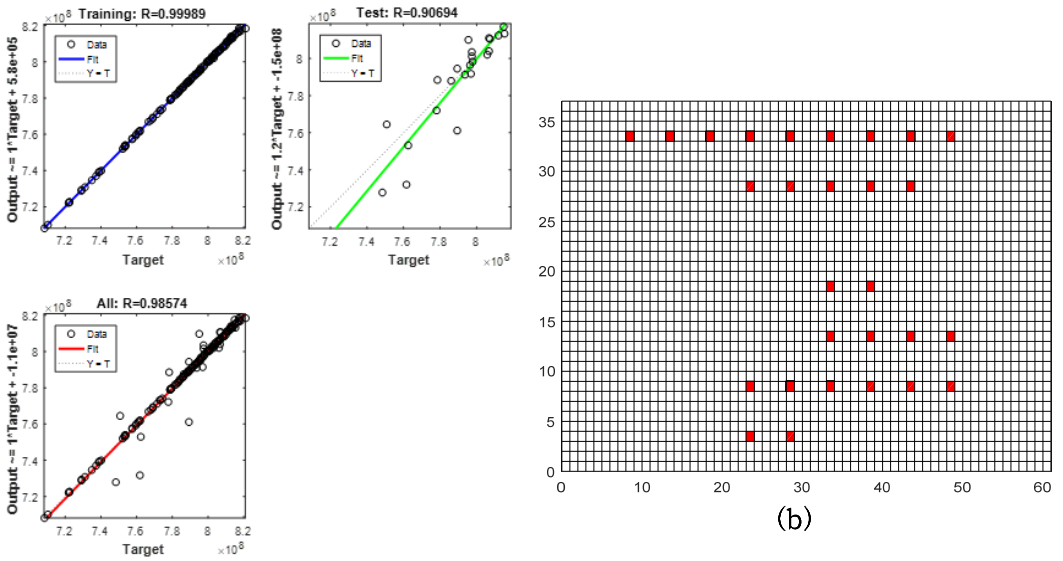 Training: R=0.99989
×10⁸
Output ~= 1*Target + 5.8e+05
8.2
8
7.8
7.6
7.4
7.2
Data
Fit
Y = T
7.2 7.4 7.6 7.8 8 8.2
Target
×10⁸
Test: R=0.90694
×10⁸
Output ~= 1.2*Target + -1.5e+08
8
7.8
7.6
7.4
7.2
Data
Fit
Y = T
7.2 7.4 7.6 7.8 8
Target
×10⁸
All: R=0.98574
×10⁸
Output ~= 1*Target + -1.1e+07
8.2
8
7.8
7.6
7.4
7.2
Data
Fit
Y = T
7.2 7.4 7.6 7.8 8 8.2
Target
×10⁸
35
30
25
20
15
10
5
0
0 10 20 30 40 50 60
(b)